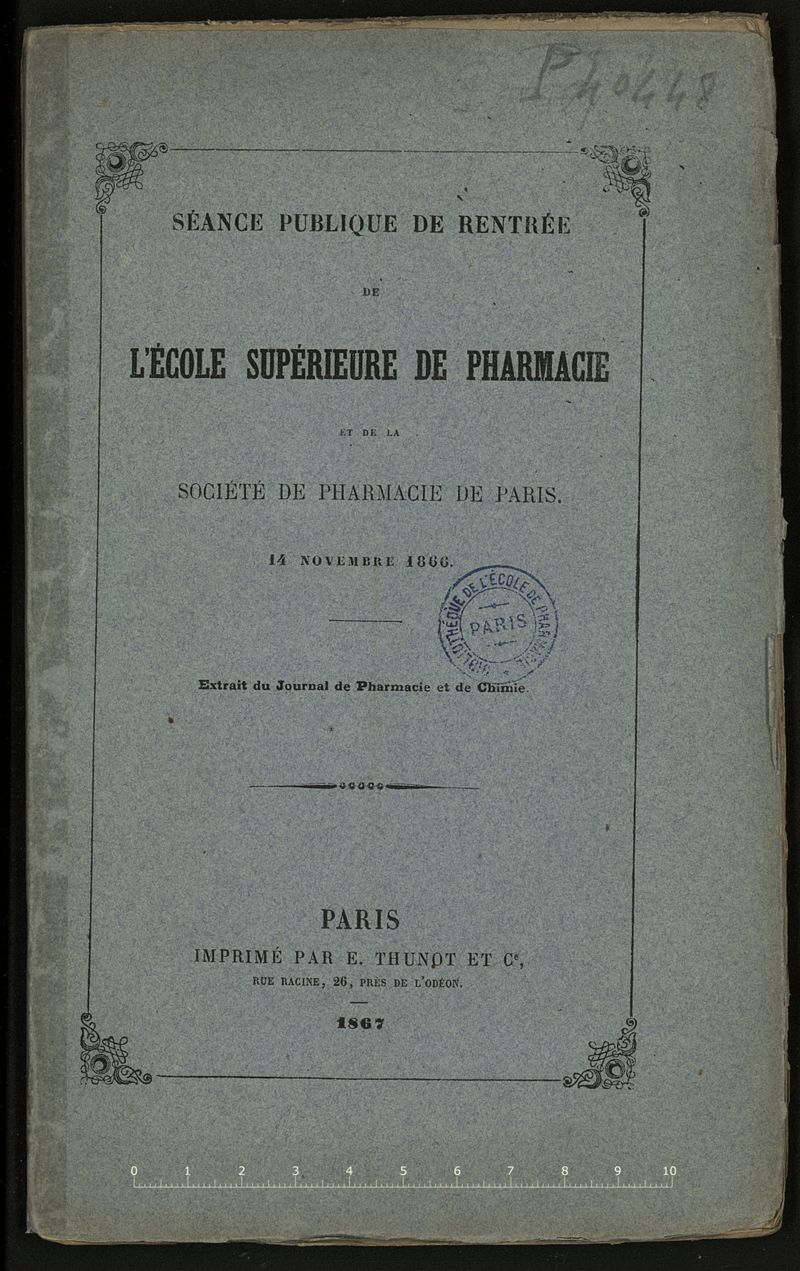 P 40448
SÉANCE PUBLIQUE DE RENTRÉE
DE
L'ÉCOLE SUPÉRIEURE DE PHARMACIE
ET DE LA
SOCIÉTÉ DE PHARMACIE DE PARIS.
14 NOVEMBRE 1866.
BIBLIOTHÈQUE DE L'ÉCOLE DE PHARMACIE
PARIS
Extrait du Journal de Pharmacie et de Chimie.
PARIS
IMPRIMÉ PAR E. THUNOT ET Cᵉ,
RUE RACINE, 26, PRÈS DE L'ODÉON.
1867
0 1 2 3 4 5 6 7 8 9 10